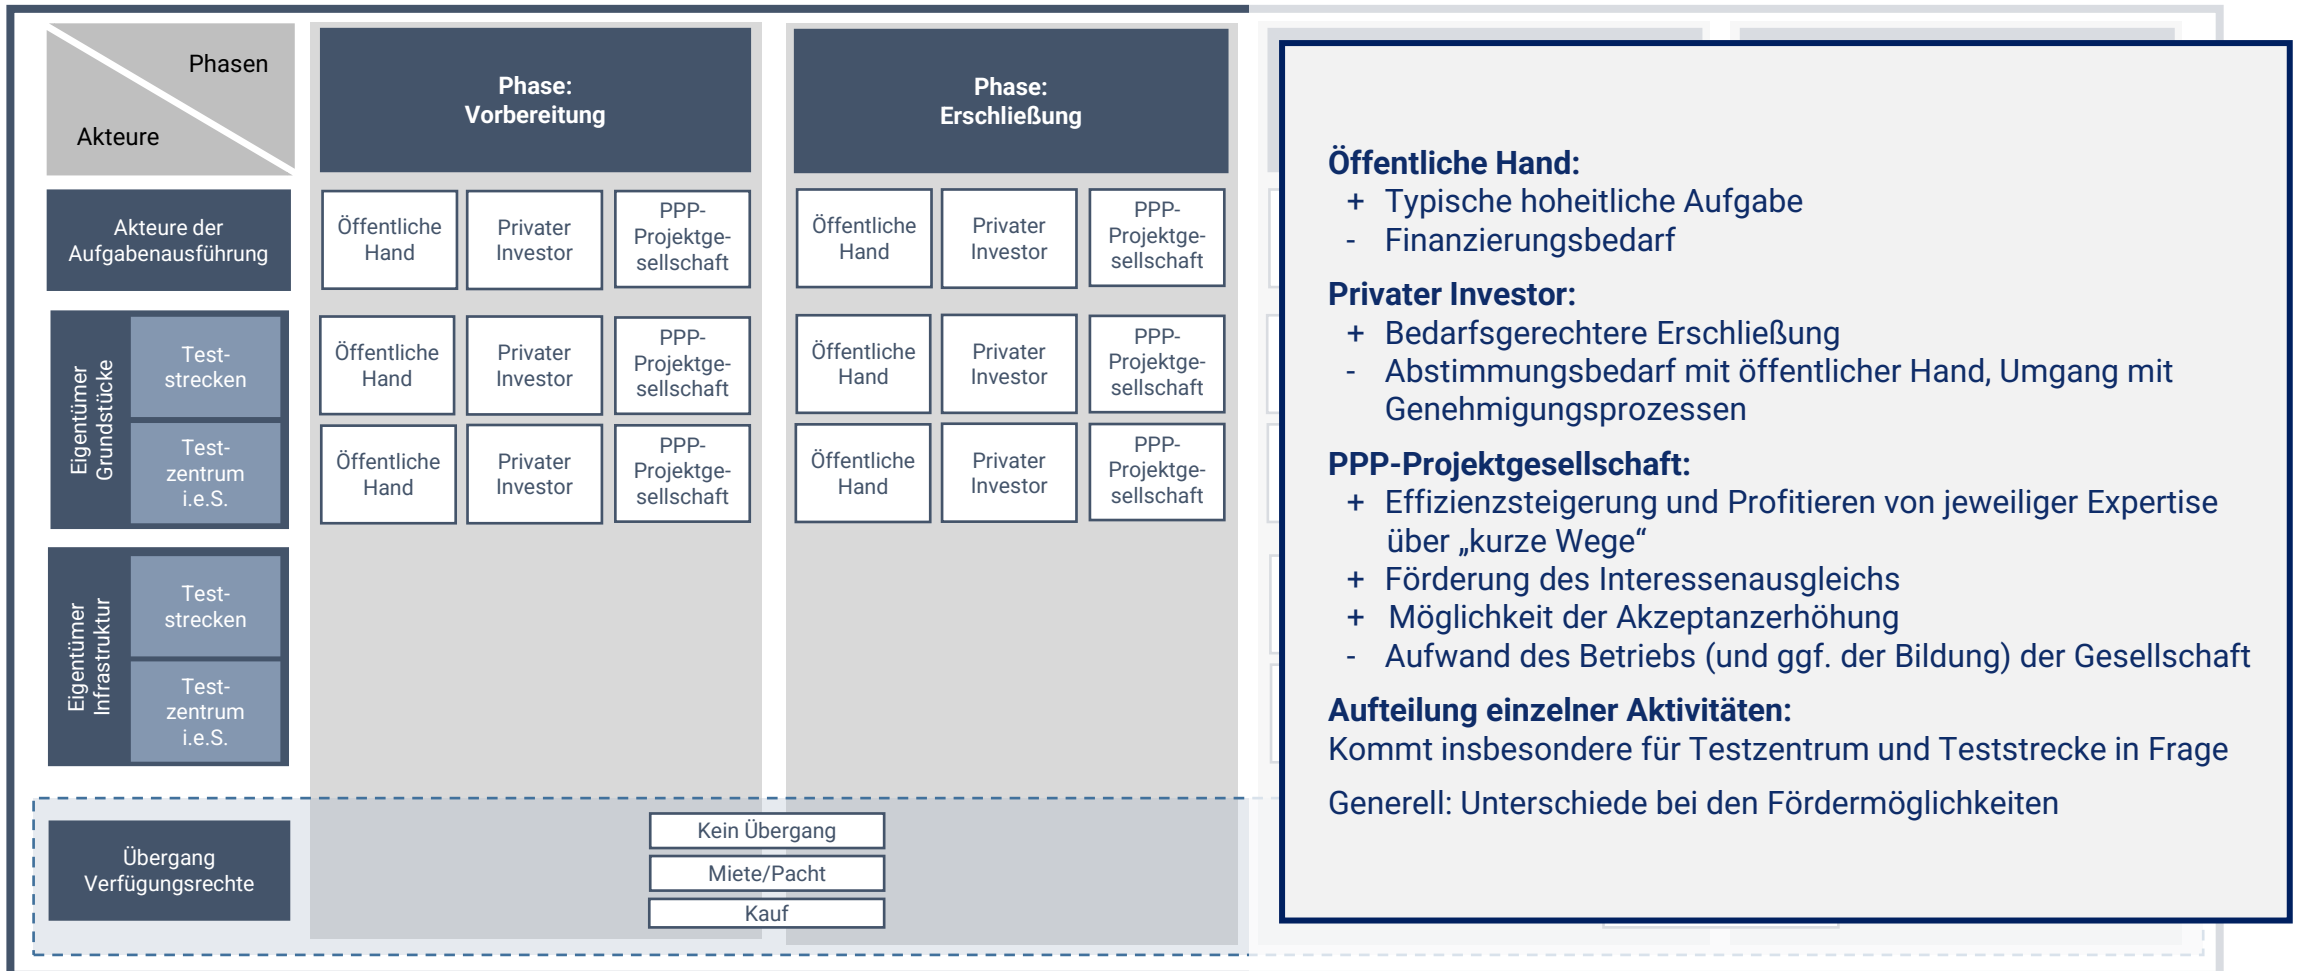 Phasen
Akteure
Phase:
Vorbereitung
Phase:
Erschließung
Akteure der
Aufgabenausführung
Öffentliche
Hand
Privater
Investor
PPP-
Projektge-
sellschaft
Öffentliche
Hand
Privater
Investor
PPP-
Projektge-
sellschaft
Eigentümer
Grundstücke
Test-
strecken
Öffentliche
Hand
Privater
Investor
PPP-
Projektge-
sellschaft
Öffentliche
Hand
Privater
Investor
PPP-
Projektge-
sellschaft
Test-
zentrum
i.e.S.
Öffentliche
Hand
Privater
Investor
PPP-
Projektge-
sellschaft
Öffentliche
Hand
Privater
Investor
PPP-
Projektge-
sellschaft
Eigentümer
Infrastruktur
Test-
strecken
Test-
zentrum
i.e.S.
Übergang
Verfügungsrechte
Kein Übergang
Miete/Pacht
Kauf
Öffentliche Hand:
+ Typische hoheitliche Aufgabe
- Finanzierungsbedarf
Privater Investor:
+ Bedarfsgerechtere Erschließung
- Abstimmungsbedarf mit öffentlicher Hand, Umgang mit
Genehmigungsprozessen
PPP-Projektgesellschaft:
+ Effizienzsteigerung und Profitieren von jeweiliger Expertise
über „kurze Wege“
+ Förderung des Interessenausgleichs
+ Möglichkeit der Akzeptanzerhöhung
- Aufwand des Betriebs (und ggf. der Bildung) der Gesellschaft
Aufteilung einzelner Aktivitäten:
Kommt insbesondere für Testzentrum und Teststrecke in Frage
Generell: Unterschiede bei den Fördermöglichkeiten